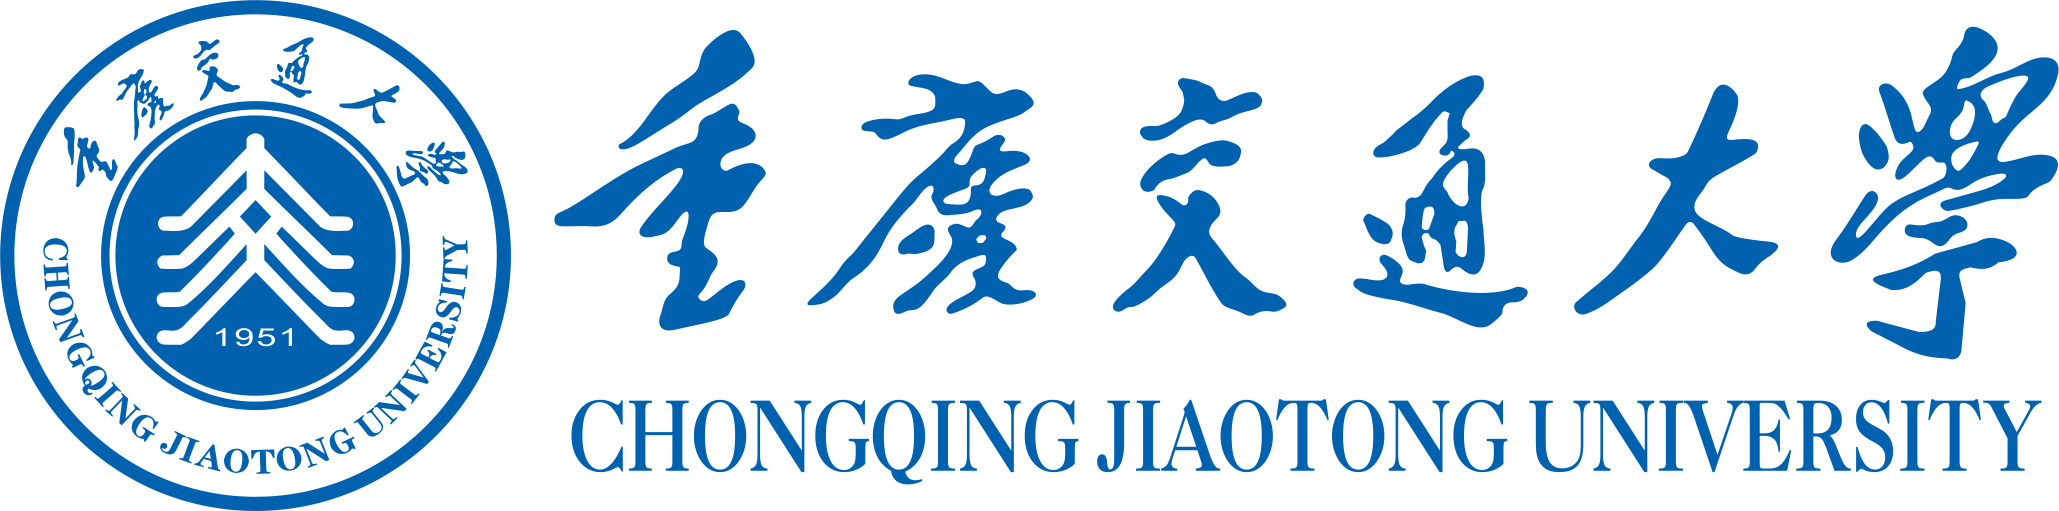 重慶交通大學
1951
CHONGQING JIAOTONG UNIVERSITY
重慶交通大學
CHONGQING JIAOTONG UNIVERSITY